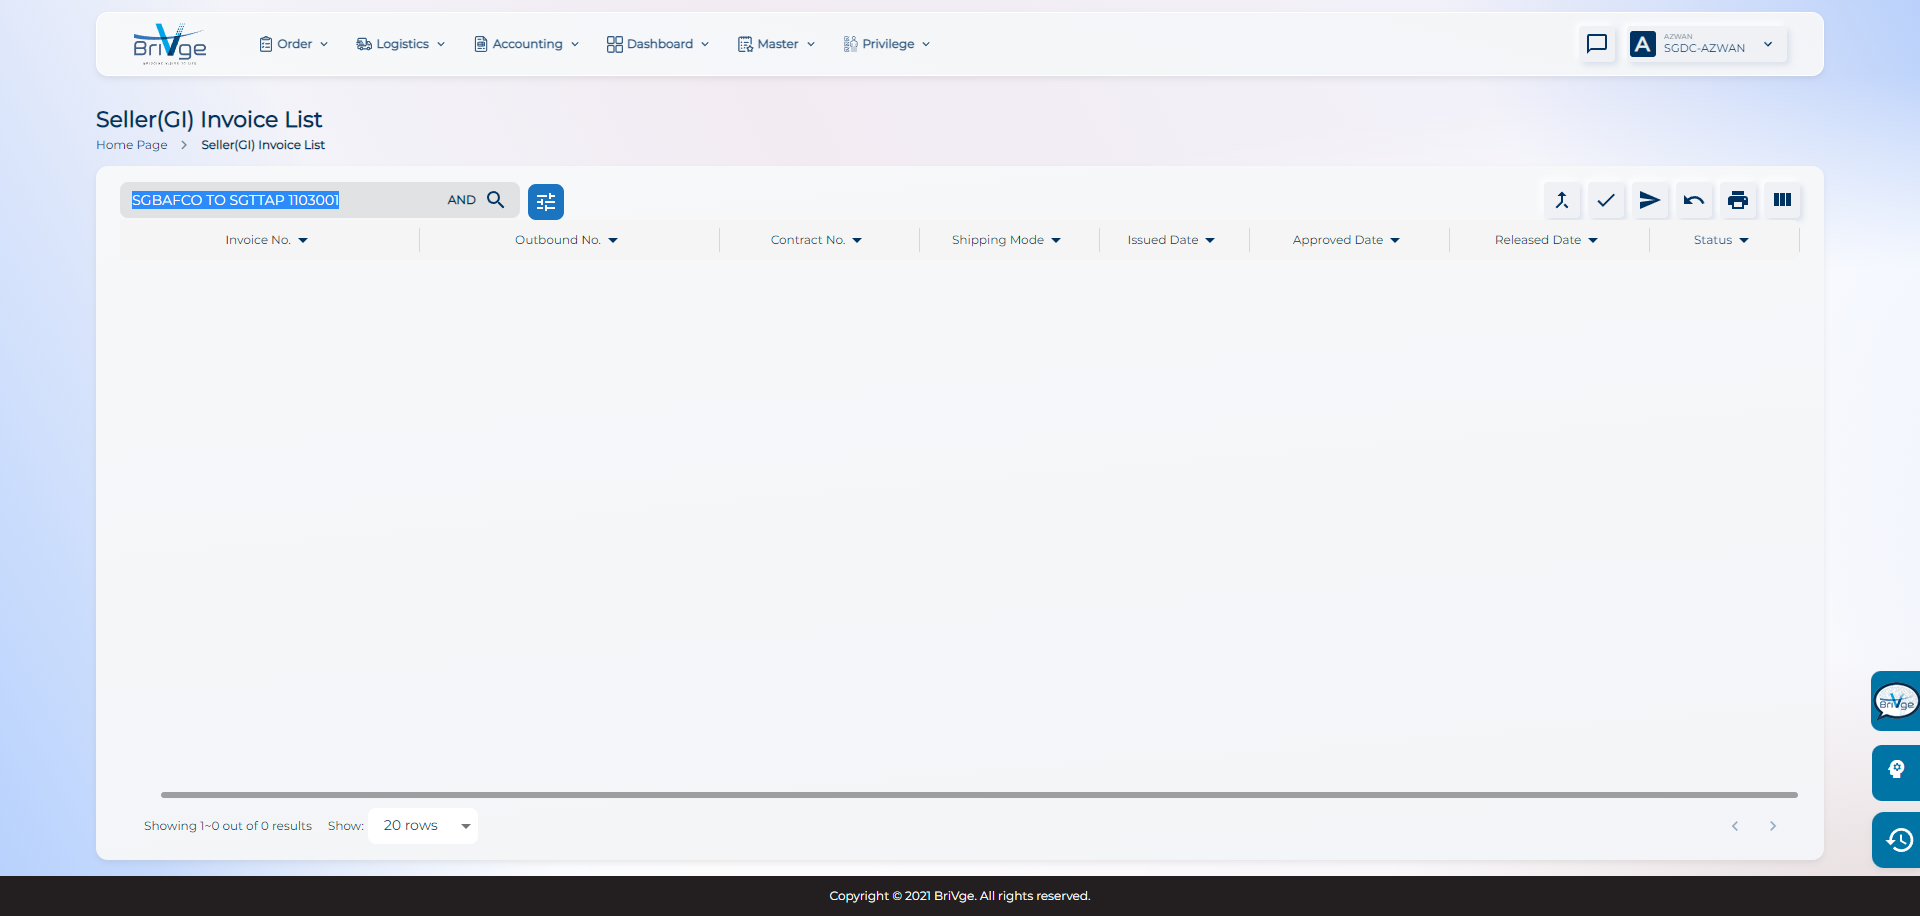 BriVge
Order
Logistics
Accounting
Dashboard
Master
Privilege
A
AZWAN
SGDC-AZWAN
Seller(GI) Invoice List
Home Page
Seller(GI) Invoice List
SGBAFCO TO SGTTAP 1103001
AND
Invoice No.
Outbound No.
Contract No.
Shipping Mode
Issued Date
Approved Date
Released Date
Status
BriVge
Showing 1~0 out of 0 results
Show:
20 rows
Copyright © 2021 BriVge. All rights reserved.